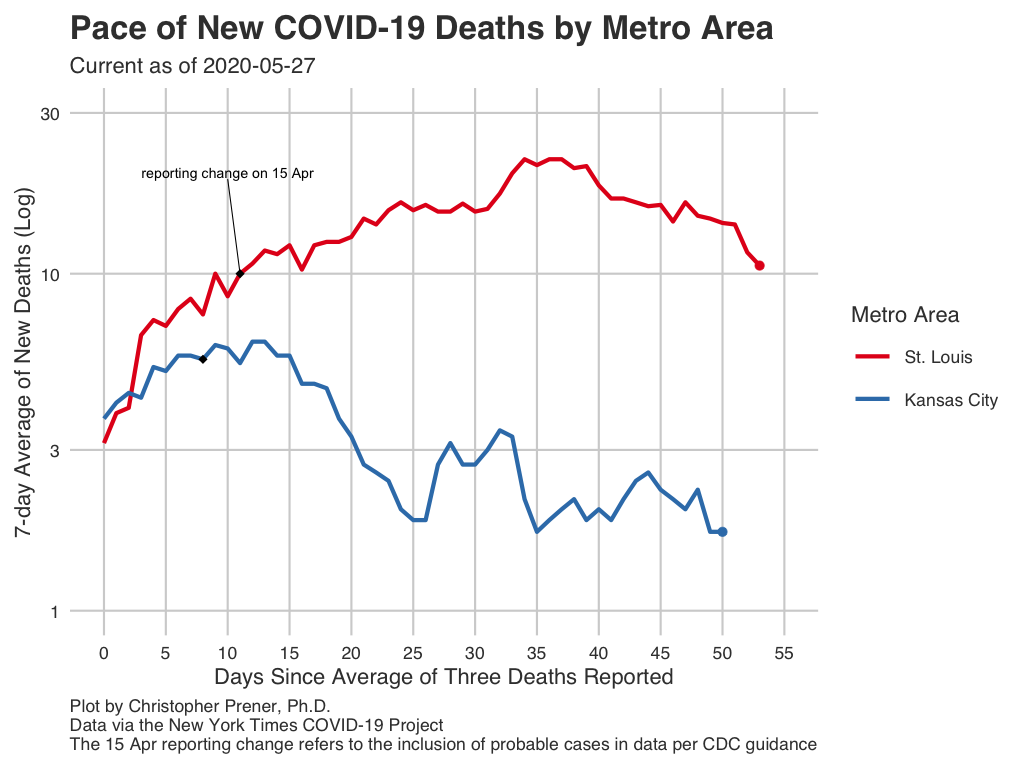 Pace of New COVID-19 Deaths by Metro Area
Current as of 2020-05-27
7-day Average of New Deaths (Log)
30
10
3
1
reporting change on 15 Apr
0 5 10 15 20 25 30 35 40 45 50 55
Days Since Average of Three Deaths Reported
Metro Area
St. Louis
Kansas City
Plot by Christopher Prener, Ph.D.
Data via the New York Times COVID-19 Project
The 15 Apr reporting change refers to the inclusion of probable cases in data per CDC guidance